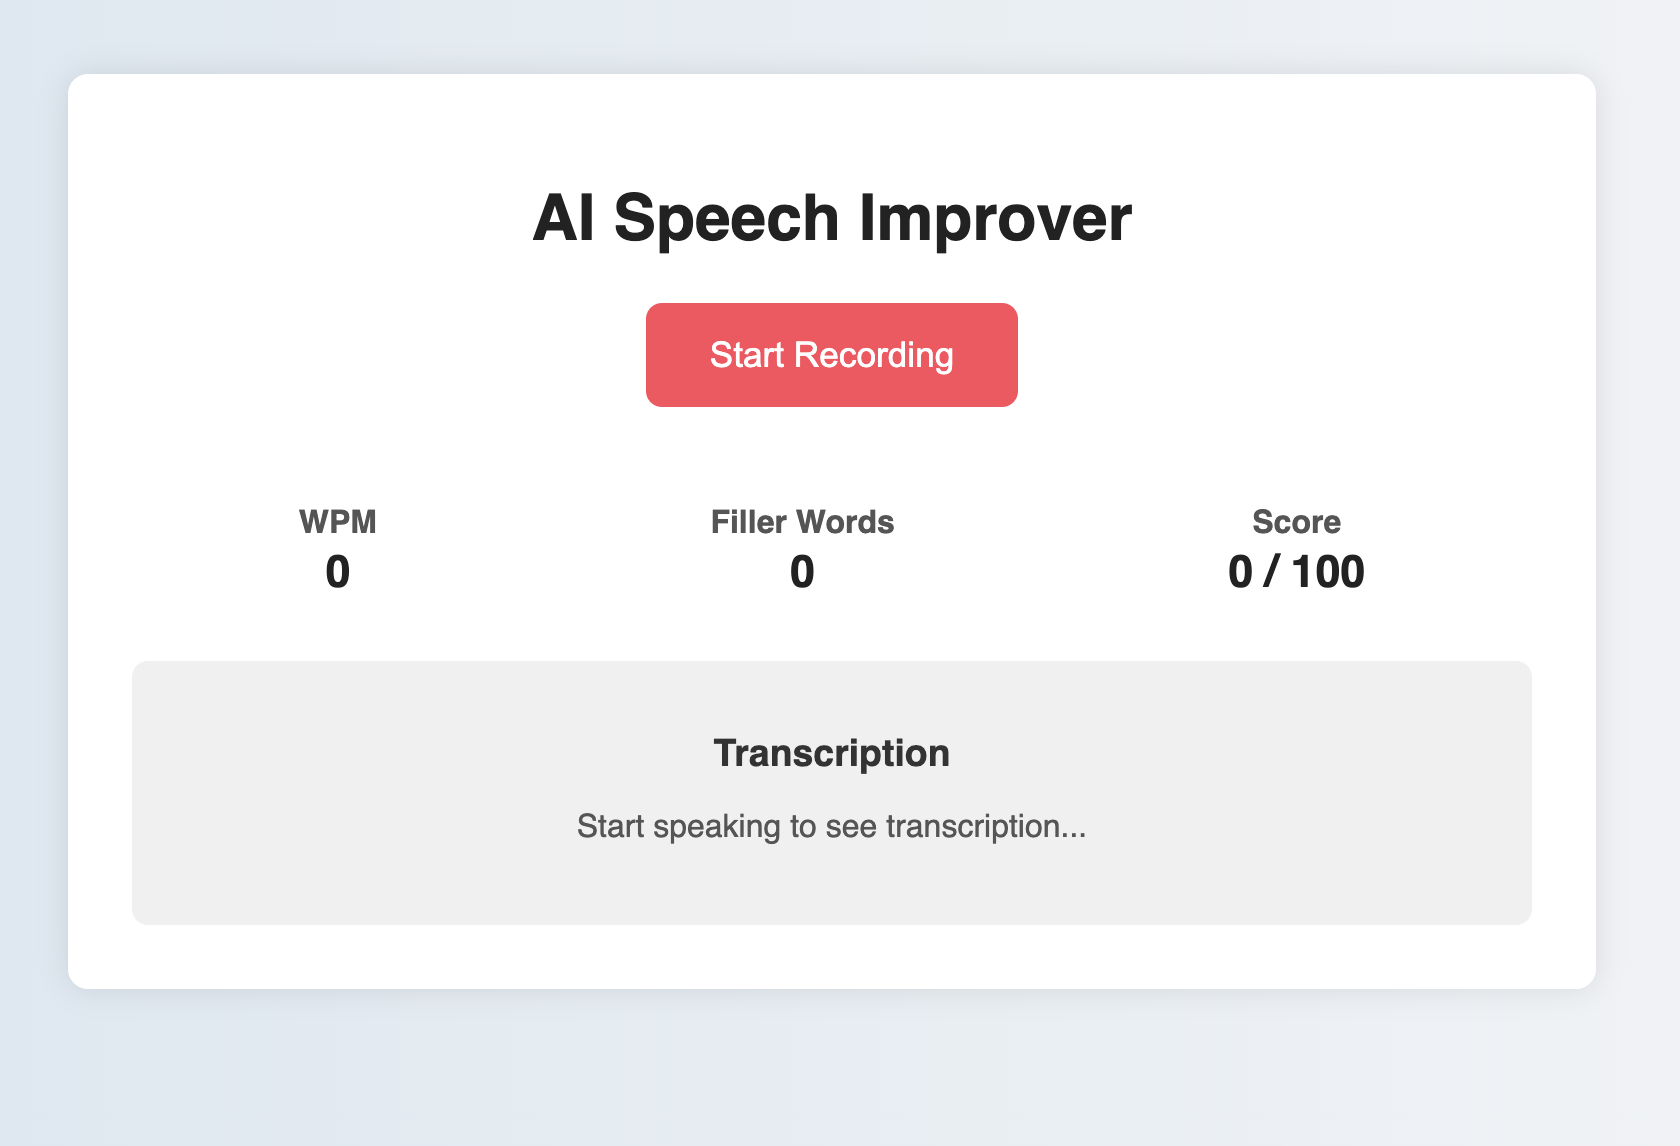 AI Speech Improver
Start Recording
WPM
0
Filler Words
0
Score
0 / 100
Transcription
Start speaking to see transcription...